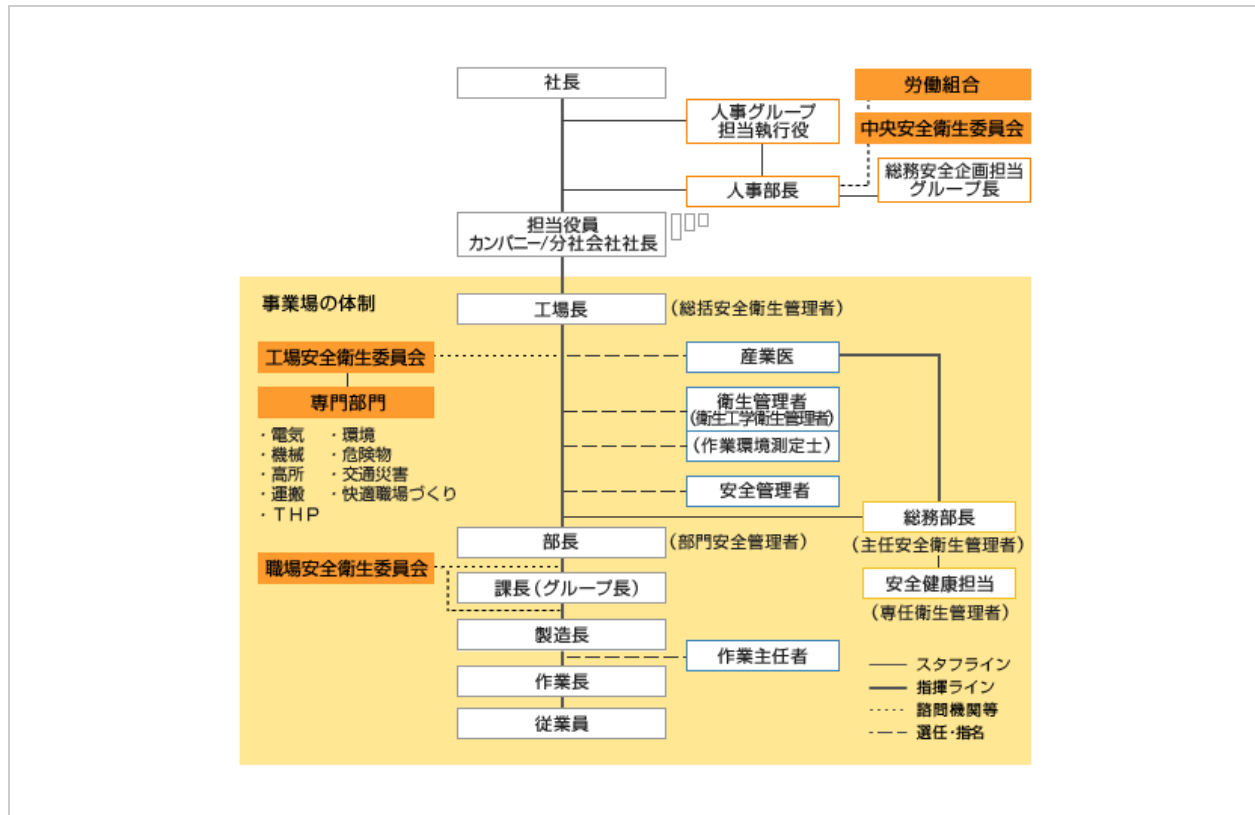 社長
労働組合
人事グループ
担当執行役
中央安全衛生委員会
人事部長
総務安全企画担当
グループ長
担当役員
カンパニー/分社会社社長
事業場の体制
工場長
(総括安全衛生管理者)
工場安全衛生委員会
産業医
専門部門
・電気 ・環境
・機械 ・危険物
・高所 ・交通災害
・運搬 ・快適職場づくり
・THP
衛生管理者
(衛生工学衛生管理者)
(作業環境測定士)
安全管理者
総務部長
(主任安全衛生管理者)
部長
(部門安全管理者)
職場安全衛生委員会
課長(グループ長)
安全健康担当
(専任衛生管理者)
製造長
作業主任者
作業長
従業員
スタフライン
指揮ライン
諮問機関等
選任・指名